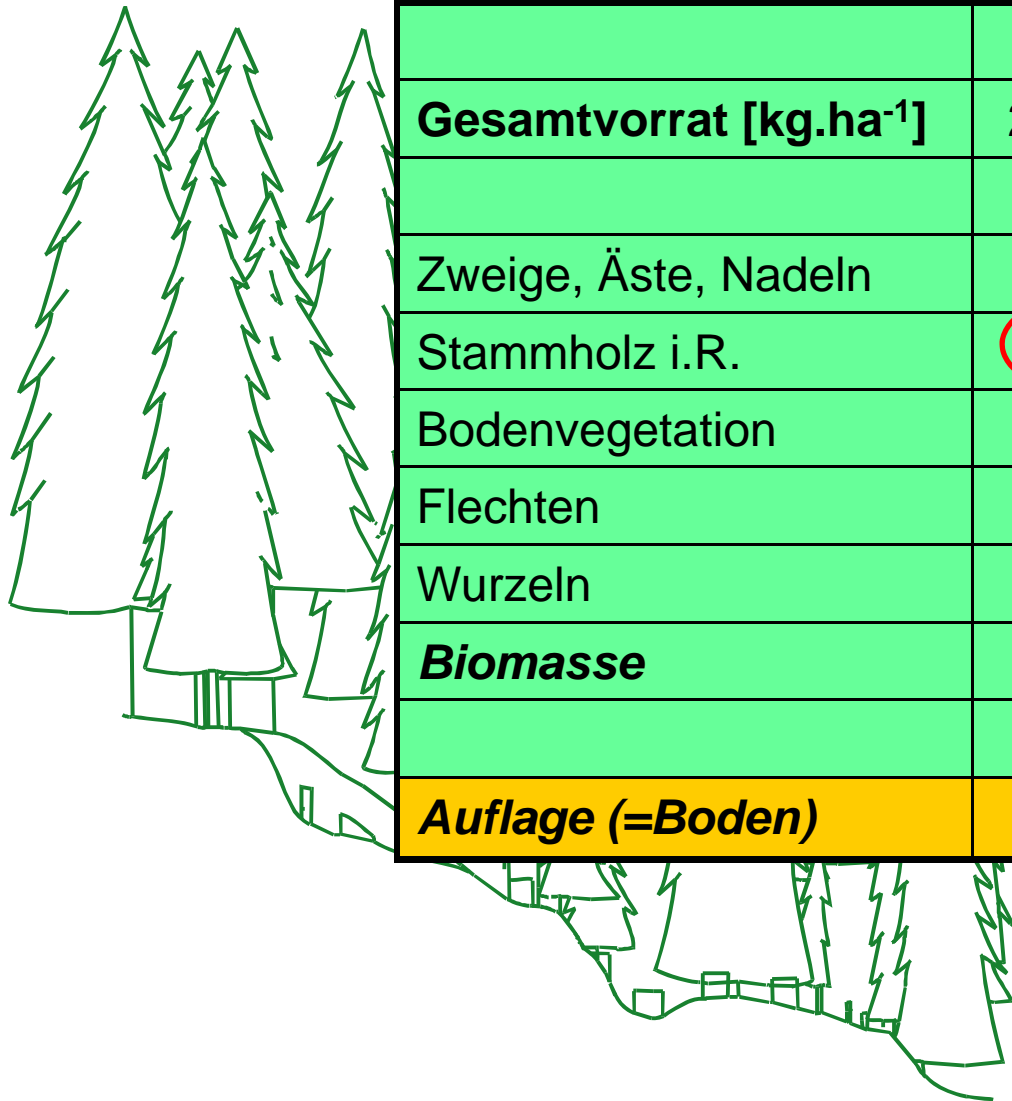 Gesamtvorrat [kg.ha⁻¹]
Zweige, Äste, Nadeln
Stammholz i.R.
Bodenvegetation
Flechten
Wurzeln
Biomasse
Auflage (=Boden)